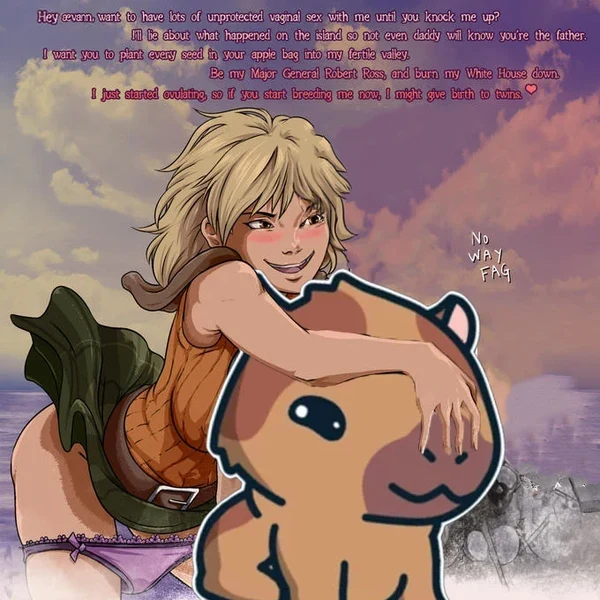 Hey ævann, want to have lots of unprotected vaginal sex with me until you knock me up?
I'll lie about what happened on the island so not even daddy will know you're the father.
I want you to plant every seed in your apple bag into my fertile valley.
Be my Major General Robert Ross, and burn my White House down.
I just started ovulating, so if you start breeding me now, I might give birth to twins.
NO
WAY
FAG